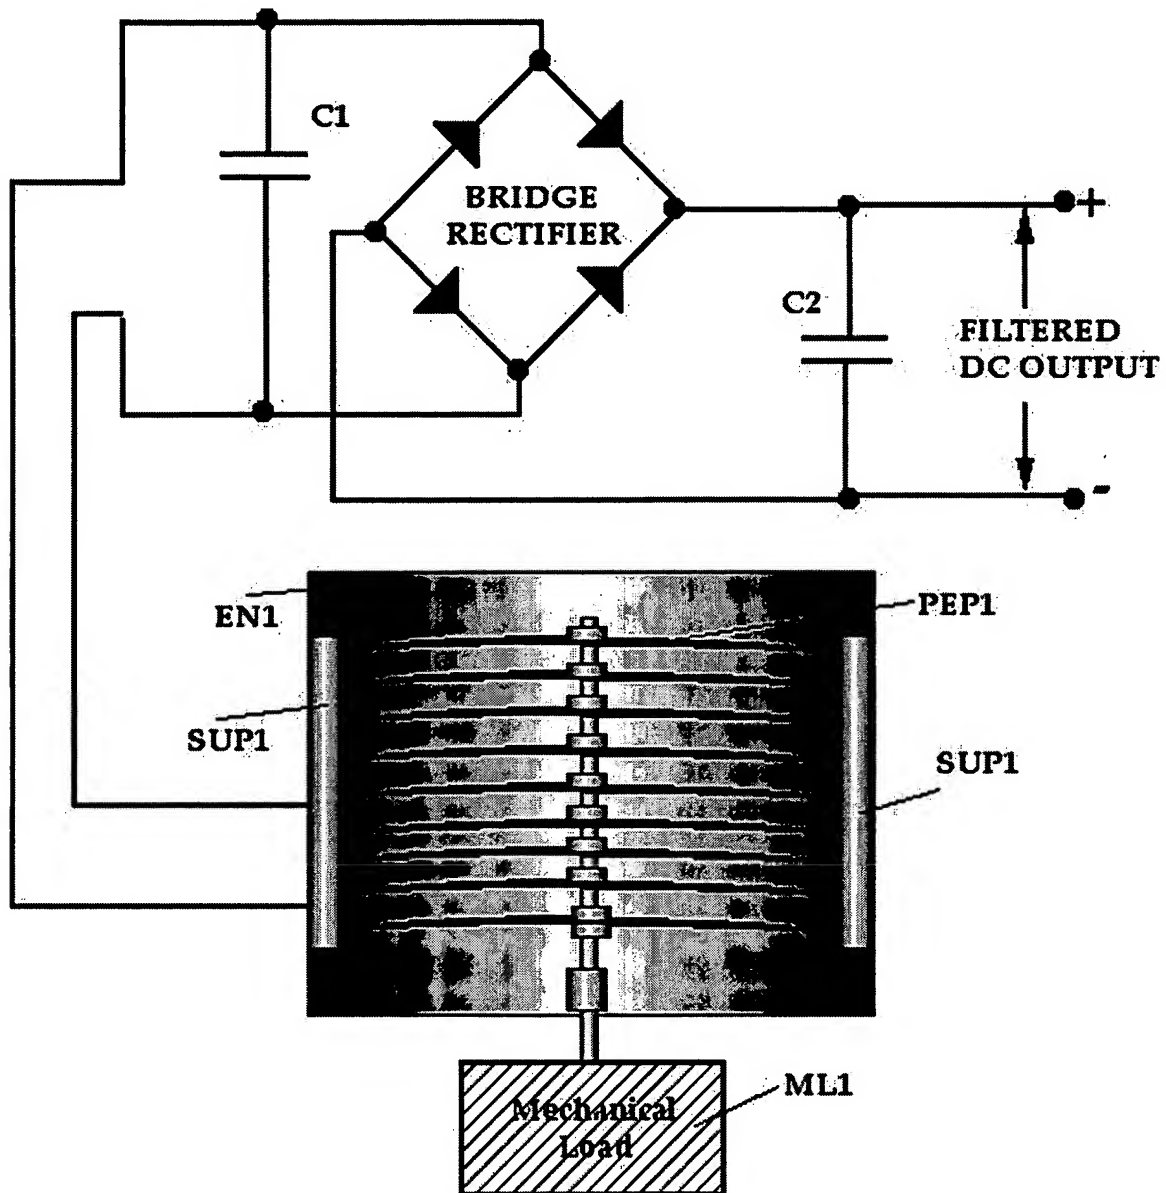 C1
BRIDGE
RECTIFIER
+
C2
FILTERED
DC OUTPUT
-
EN1
PEP1
SUP1
SUP1
ML1
Mechanical
Load